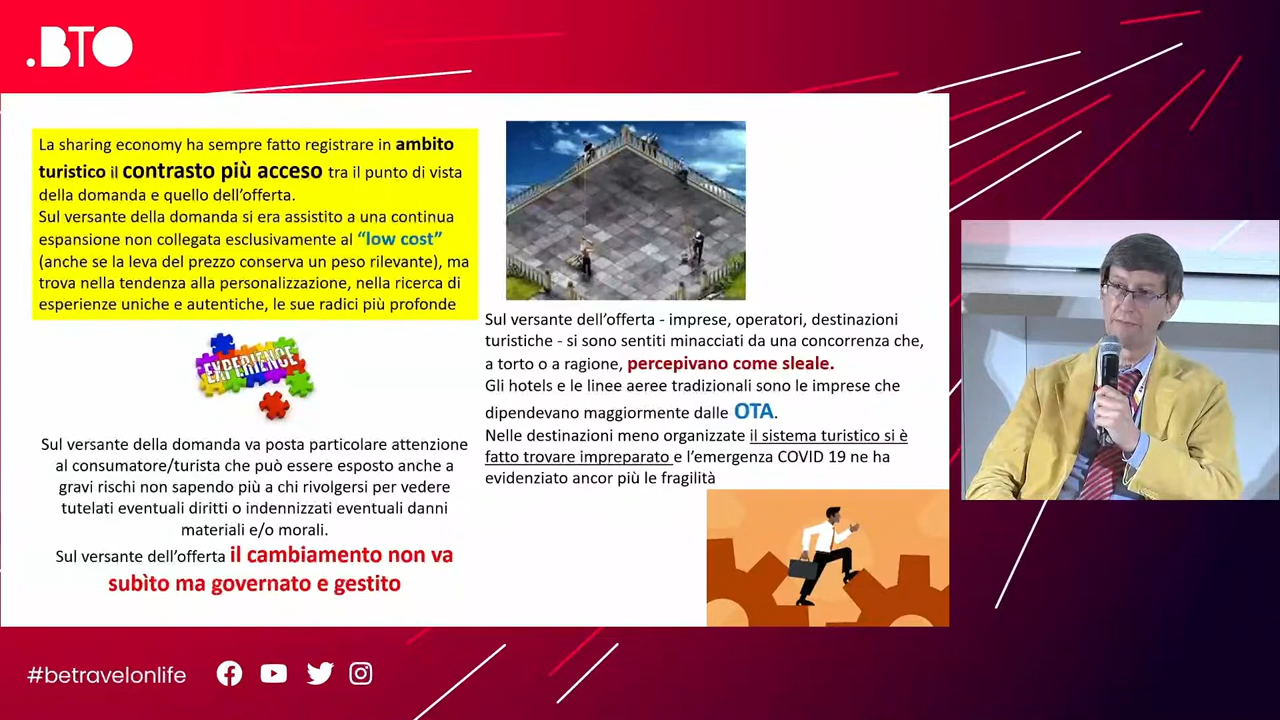 .BTO
La sharing economy ha sempre fatto registrare in ambito
turistico il contrasto più acceso tra il punto di vista
della domanda e quello dell’offerta.
Sul versante della domanda si era assistito a una continua
espansione non collegata esclusivamente al “low cost”
(anche se la leva del prezzo conserva un peso rilevante), ma
trova nella tendenza alla personalizzazione, nella ricerca di
esperienze uniche e autentiche, le sue radici più profonde
EXPERIENCE
Sul versante della domanda va posta particolare attenzione
al consumatore/turista che può essere esposto anche a
gravi rischi non sapendo più a chi rivolgersi per vedere
tutelati eventuali diritti o indennizzati eventuali danni
materiali e/o morali.
Sul versante dell’offerta il cambiamento non va
subìto ma governato e gestito
Sul versante dell’offerta - imprese, operatori, destinazioni
turistiche - si sono sentiti minacciati da una concorrenza che,
a torto o a ragione, percepivano come sleale.
Gli hotels e le linee aeree tradizionali sono le imprese che
dipendevano maggiormente dalle OTA.
Nelle destinazioni meno organizzate il sistema turistico si è
fatto trovare impreparato e l’emergenza COVID 19 ne ha
evidenziato ancor più le fragilità
#betravelonlife